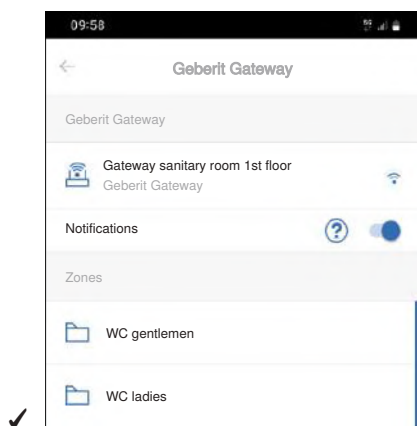 09:58
5G
Geberit Gateway
Geberit Gateway
Gateway sanitary room 1st floor
Geberit Gateway
Notifications ?
Zones
WC gentlemen
WC ladies